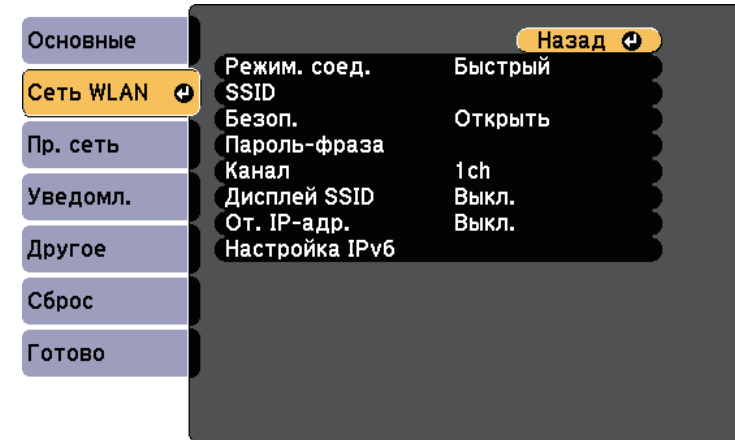 Основные
Сеть WLAN
Пр. сеть
Уведомл.
Другое
Сброс
Готово
Назад
Режим. соед. Быстрый
SSID
Безоп. Открыть
Пароль-фраза
Канал 1ch
Дисплей SSID Выкл.
От. IP-адр. Выкл.
Настройка IPv6